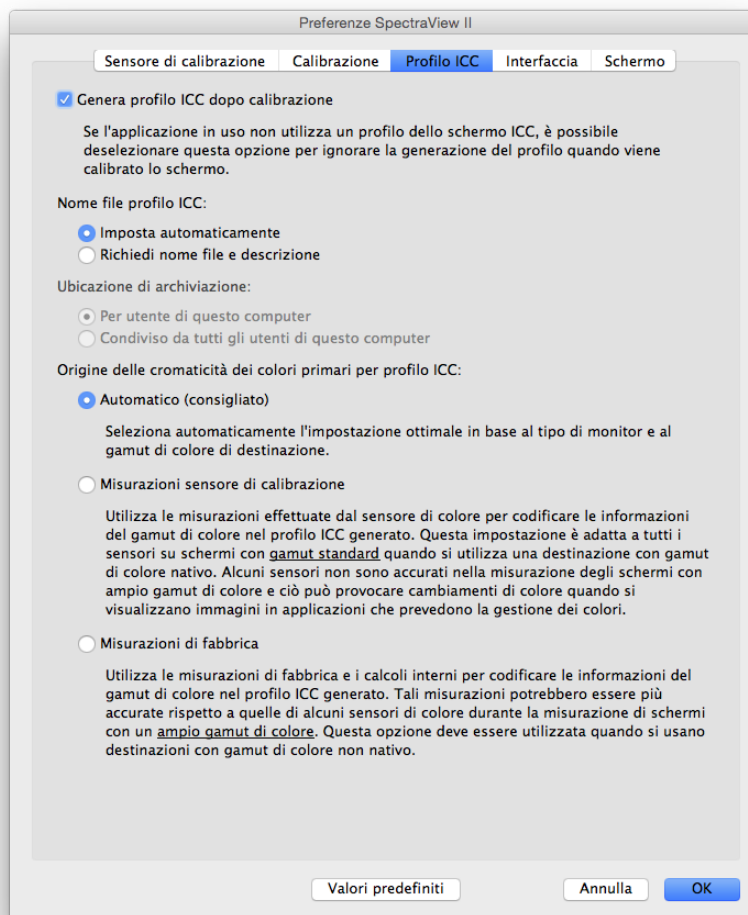 Preferenze SpectraView II
Sensore di calibrazione
Calibrazione
Profilo ICC
Interfaccia
Schermo
Genera profilo ICC dopo calibrazione
Se l'applicazione in uso non utilizza un profilo dello schermo ICC, è possibile
deselezionare questa opzione per ignorare la generazione del profilo quando viene
calibrato lo schermo.
Nome file profilo ICC:
Imposta automaticamente
Richiedi nome file e descrizione
Ubicazione di archiviazione:
Per utente di questo computer
Condiviso da tutti gli utenti di questo computer
Origine delle cromaticità dei colori primari per profilo ICC:
Automatico (consigliato)
Seleziona automaticamente l'impostazione ottimale in base al tipo di monitor e al
gamut di colore di destinazione.
Misurazioni sensore di calibrazione
Utilizza le misurazioni effettuate dal sensore di colore per codificare le informazioni
del gamut di colore nel profilo ICC generato. Questa impostazione è adatta a tutti i
sensori su schermi con gamut standard quando si utilizza una destinazione con gamut
di colore nativo. Alcuni sensori non sono accurati nella misurazione degli schermi con
ampio gamut di colore e ciò può provocare cambiamenti di colore quando si
visualizzano immagini in applicazioni che prevedono la gestione dei colori.
Misurazioni di fabbrica
Utilizza le misurazioni di fabbrica e i calcoli interni per codificare le informazioni del
gamut di colore nel profilo ICC generato. Tali misurazioni potrebbero essere più
accurate rispetto a quelle di alcuni sensori di colore durante la misurazione di schermi
con un ampio gamut di colore. Questa opzione deve essere utilizzata quando si usano
destinazioni con gamut di colore non nativo.
Valori predefiniti
Annulla
OK